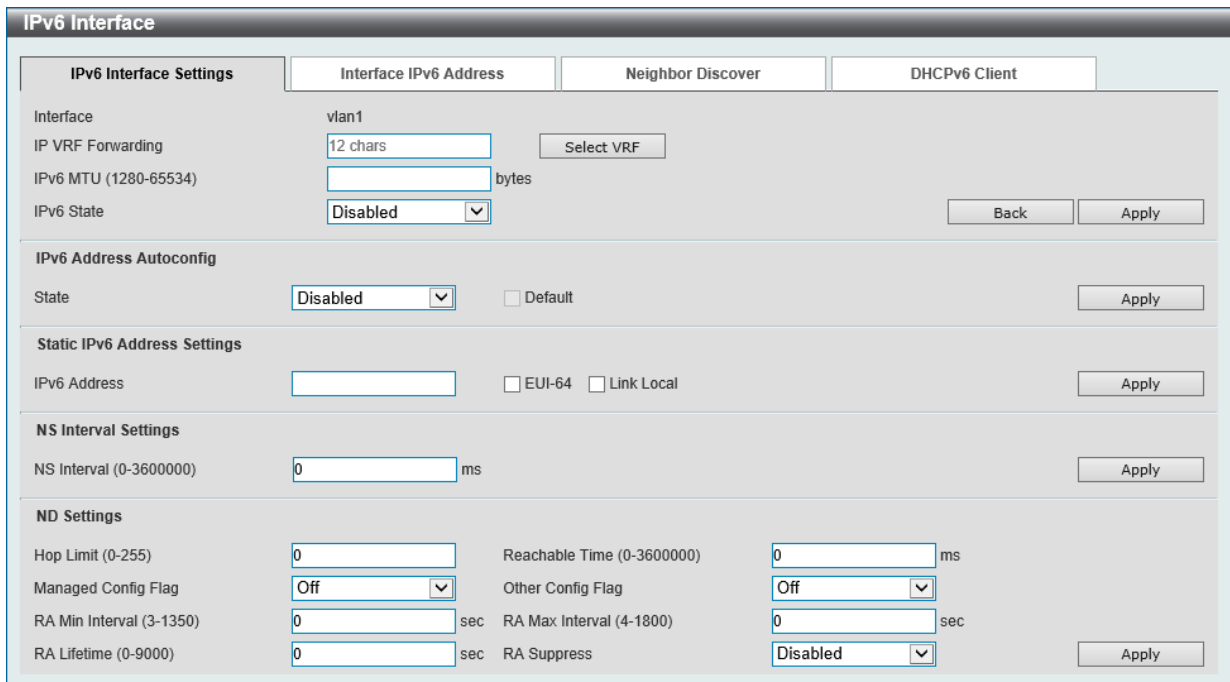 IPv6 Interface
IPv6 Interface Settings Interface IPv6 Address Neighbor Discover DHCPv6 Client
Interface vlan1
IP VRF Forwarding 12 chars Select VRF
IPv6 MTU (1280-65534) bytes
IPv6 State Disabled Back Apply
IPv6 Address Autoconfig
State Disabled Default Apply
Static IPv6 Address Settings
IPv6 Address EUI-64 Link Local Apply
NS Interval Settings
NS Interval (0-3600000) 0 ms Apply
ND Settings
Hop Limit (0-255) 0 Reachable Time (0-3600000) 0 ms
Managed Config Flag Off Other Config Flag Off
RA Min Interval (3-1350) 0 sec RA Max Interval (4-1800) 0 sec
RA Lifetime (0-9000) 0 sec RA Suppress Disabled Apply